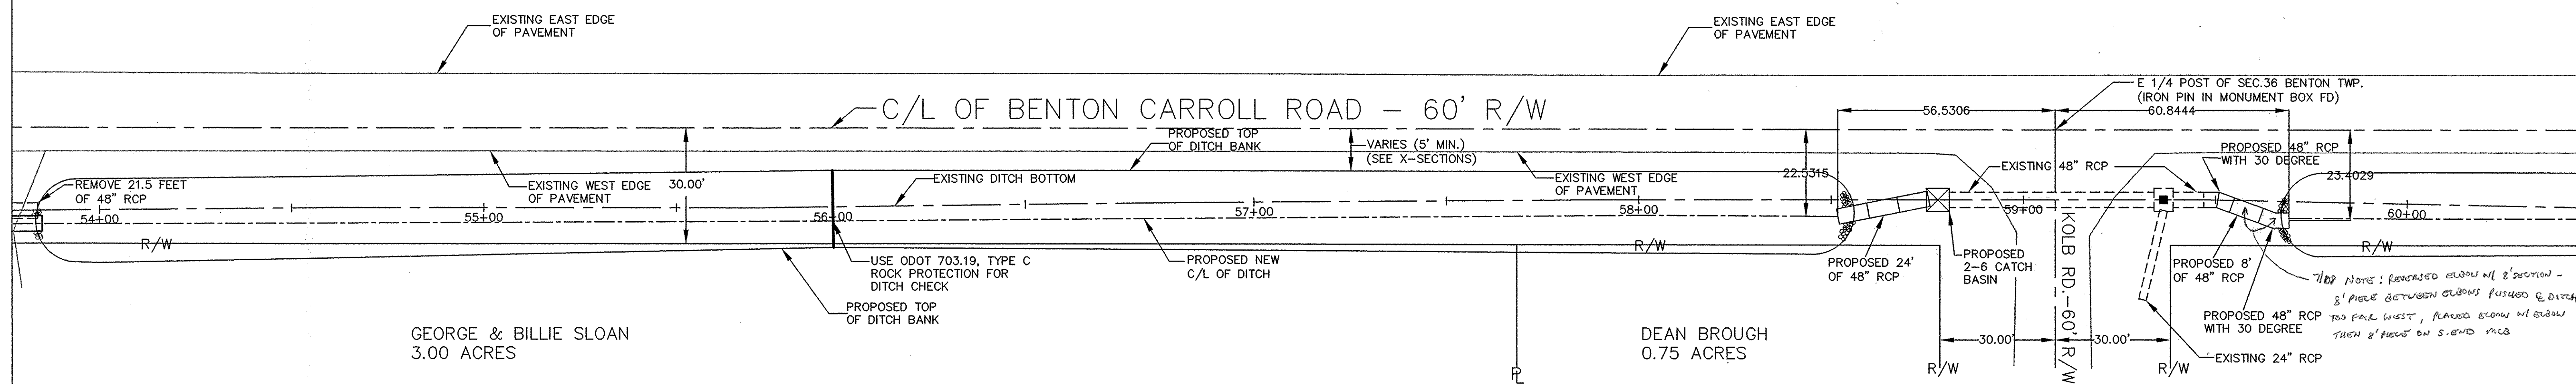 EXISTING EAST EDGE
OF PAVEMENT
EXISTING EAST EDGE
OF PAVEMENT
C/L OF BENTON CARROLL ROAD - 60' R/W
E 1/4 POST OF SEC.36 BENTON TWP.
(IRON PIN IN MONUMENT BOX FD)
56.5306
60.8444
PROPOSED TOP
OF DITCH BANK
VARIES (5' MIN.)
(SEE X-SECTIONS)
PROPOSED 48" RCP
WITH 30 DEGREE
EXISTING 48" RCP
REMOVE 21.5 FEET
OF 48" RCP
EXISTING WEST EDGE
OF PAVEMENT
30.00'
EXISTING DITCH BOTTOM
EXISTING WEST EDGE
OF PAVEMENT
22.5315
23.4029
54+00
55+00
56+00
57+00
58+00
59+00
60+00
R/W
R/W
R/W
USE ODOT 703.19, TYPE C
ROCK PROTECTION FOR
DITCH CHECK
PROPOSED NEW
C/L OF DITCH
PROPOSED 24'
OF 48" RCP
PROPOSED
2-6 CATCH
BASIN
KOLB RD.-60' R/W
PROPOSED 8'
OF 48" RCP
7/08 NOTE: REVERSED ELBOW W/ 8' SECTION -
8' PIECE BETWEEN ELBOWS PUSHED ℄ DITCH
TOO FAR WEST, PLACED ELBOW W/ ELBOW
THEN 8' PIECE ON S. END MCB
PROPOSED TOP
OF DITCH BANK
PROPOSED 48" RCP
WITH 30 DEGREE
GEORGE & BILLIE SLOAN
3.00 ACRES
DEAN BROUGH
0.75 ACRES
30.00'
30.00'
EXISTING 24" RCP
PL
R/W
R/W